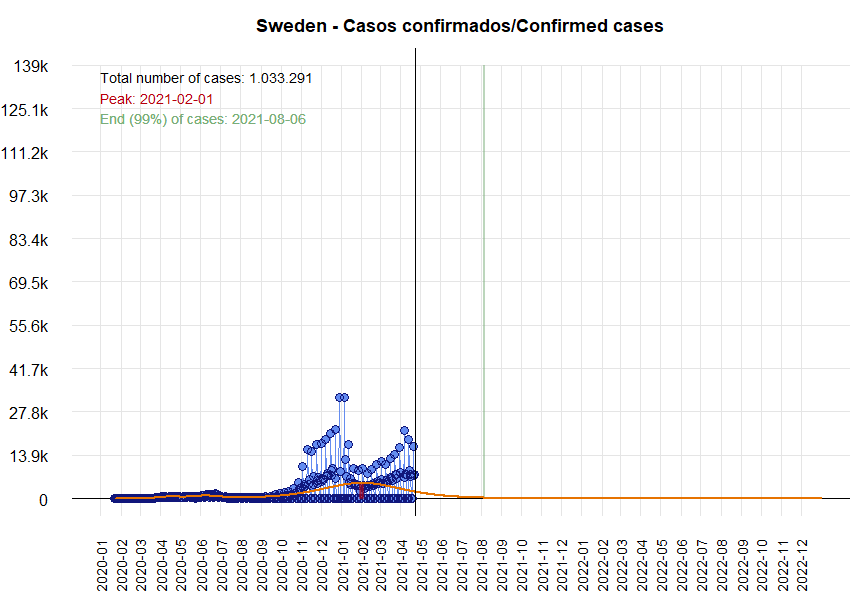 Sweden - Casos confirmados/Confirmed cases
139k
125.1k
111.2k
97.3k
83.4k
69.5k
55.6k
41.7k
27.8k
13.9k
0
Total number of cases: 1.033.291
Peak: 2021-02-01
End (99%) of cases: 2021-08-06
2020-01
2020-02
2020-03
2020-04
2020-05
2020-06
2020-07
2020-08
2020-09
2020-10
2020-11
2020-12
2021-01
2021-02
2021-03
2021-04
2021-05
2021-06
2021-07
2021-08
2021-09
2021-10
2021-11
2021-12
2022-01
2022-02
2022-03
2022-04
2022-05
2022-06
2022-07
2022-08
2022-09
2022-10
2022-11
2022-12